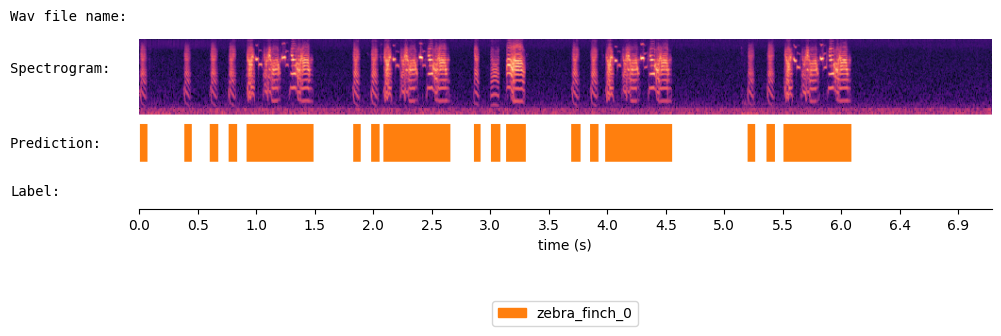 Wav file name:
Spectrogram:
Prediction:
Label:
0.0 0.5 1.0 1.5 2.0 2.5 3.0 3.5 4.0 4.5 5.0 5.5 6.0 6.4 6.9
time (s)
zebra_finch_0